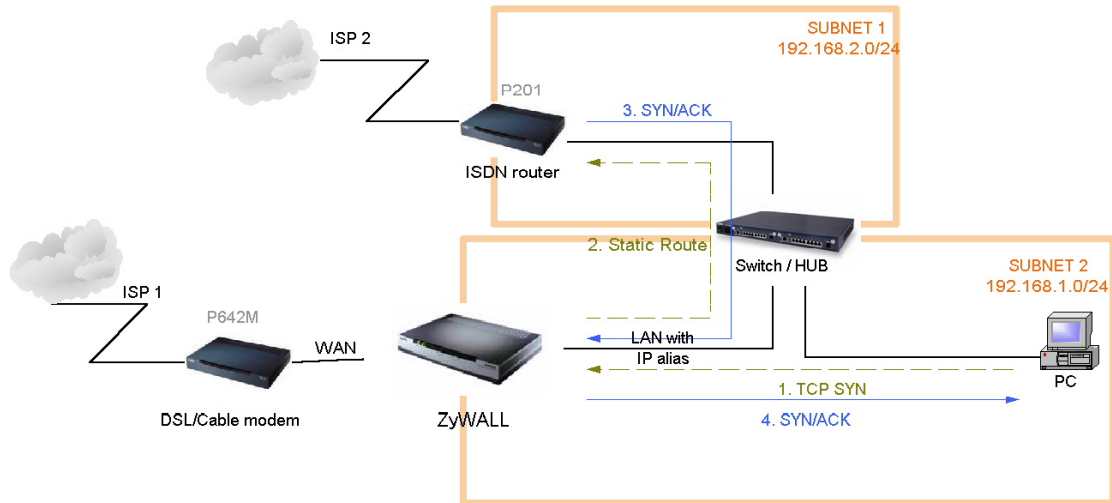 SUBNET 1
192.168.2.0/24
ISP 2
P201
3. SYN/ACK
ISDN router
2. Static Route
Switch / HUB
SUBNET 2
192.168.1.0/24
ISP 1
P642M
WAN
LAN with
IP alias
PC
1. TCP SYN
DSL/Cable modem
ZyWALL
4. SYN/ACK